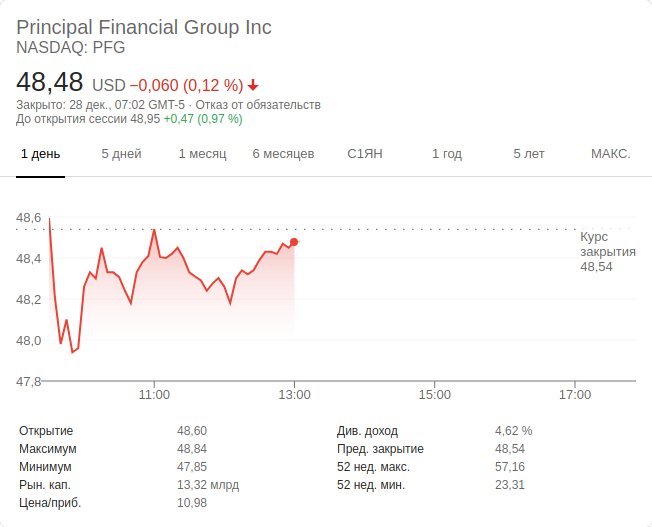 Principal Financial Group Inc
NASDAQ: PFG
48,48 USD −0,060 (0,12 %)
Закрыто: 28 дек., 07:02 GMT-5 · Отказ от обязательств
До открытия сессии 48,95 +0,47 (0,97 %)
1 день 5 дней 1 месяц 6 месяцев С1ЯН 1 год 5 лет МАКС.
48,6
48,4
48,2
48,0
47,8
Курс
закрытия
48,54
11:00 13:00 15:00 17:00
Открытие 48,60 Див. доход 4,62 %
Максимум 48,84 Пред. закрытие 48,54
Минимум 47,85 52 нед. макс. 57,16
Рын. кап. 13,32 млрд 52 нед. мин. 23,31
Цена/приб. 10,98